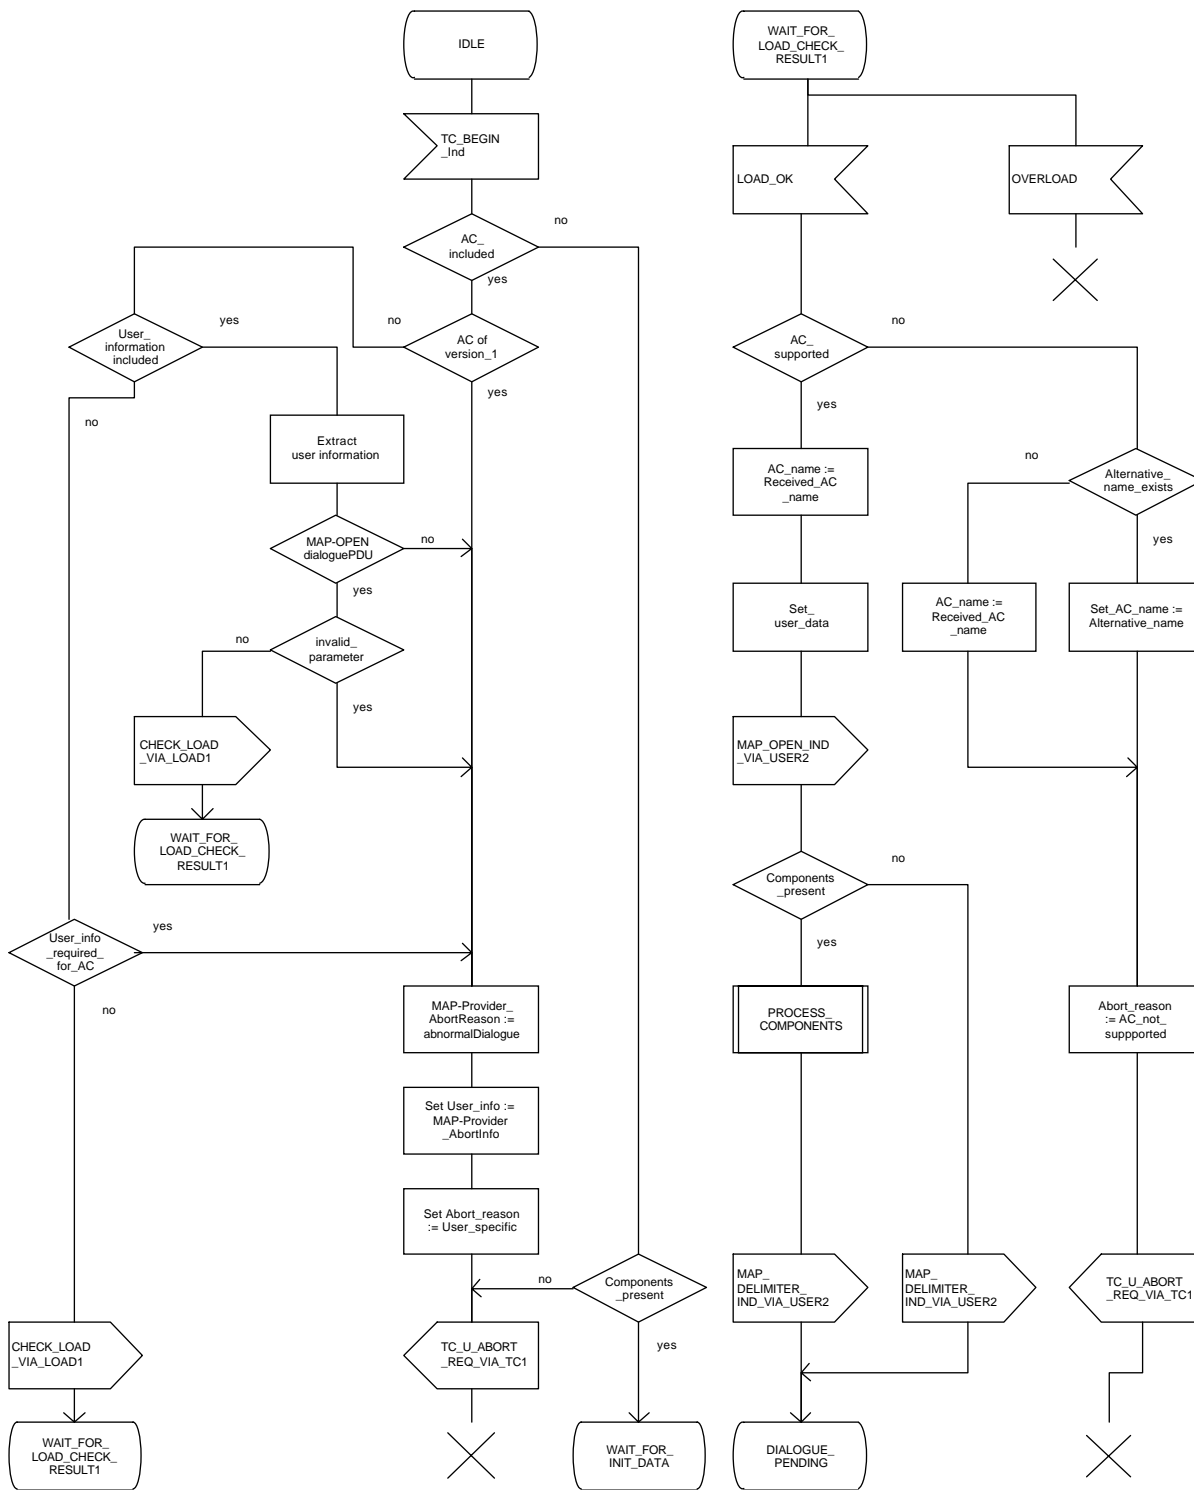 IDLE
TC_BEGIN
_Ind
AC_
included
no
yes
AC of
version_1
no
yes
User_
information
included
yes
no
Extract
user information
MAP-OPEN
dialoguePDU
no
yes
invalid_
parameter
no
yes
CHECK_LOAD
_VIA_LOAD1
WAIT_FOR_
LOAD_CHECK_
RESULT1
User_info
_required_
for_AC
yes
no
MAP-Provider_
AbortReason :=
abnormalDialogue
Set User_info :=
MAP-Provider
_AbortInfo
Set Abort_reason
:= User_specific
Components
_present
no
yes
TC_U_ABORT
_REQ_VIA_TC1
CHECK_LOAD
_VIA_LOAD1
WAIT_FOR_
LOAD_CHECK_
RESULT1
WAIT_FOR_
INIT_DATA
WAIT_FOR_
LOAD_CHECK_
RESULT1
LOAD_OK
OVERLOAD
AC_
supported
no
yes
AC_name :=
Received_AC
_name
Alternative_
name_exists
no
yes
Set_
user_data
AC_name :=
Received_AC
_name
Set_AC_name :=
Alternative_name
MAP_OPEN_IND
_VIA_USER2
Components
_present
no
yes
PROCESS_
COMPONENTS
Abort_reason
:= AC_not_
suppported
MAP_
DELIMITER_
IND_VIA_USER2
MAP_
DELIMITER_
IND_VIA_USER2
TC_U_ABORT
_REQ_VIA_TC1
DIALOGUE_
PENDING